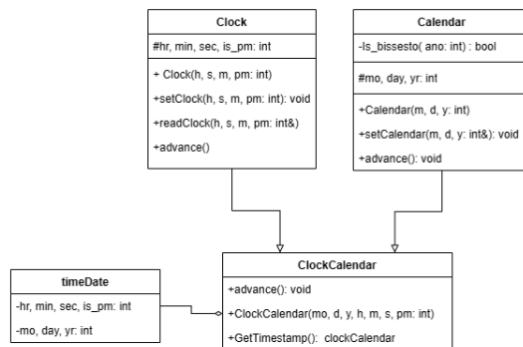 Clock
#hr, min, sec, is_pm: int
+ Clock(h, s, m, pm: int)
+setClock(h, s, m, pm: int): void
+readClock(h, s, m, pm: int&)
+advance()
Calendar
-Is_bissesto( ano: int) : bool
#mo, day, yr: int
+Calendar(m, d, y: int)
+setCalendar(m, d, y: int&): void
+advance(): void
ClockCalendar
+advance(): void
+ClockCalendar(mo, d, y, h, m, s, pm: int)
+GetTimestamp(): clockCalendar
timeDate
-hr, min, sec, is_pm: int
-mo, day, yr: int